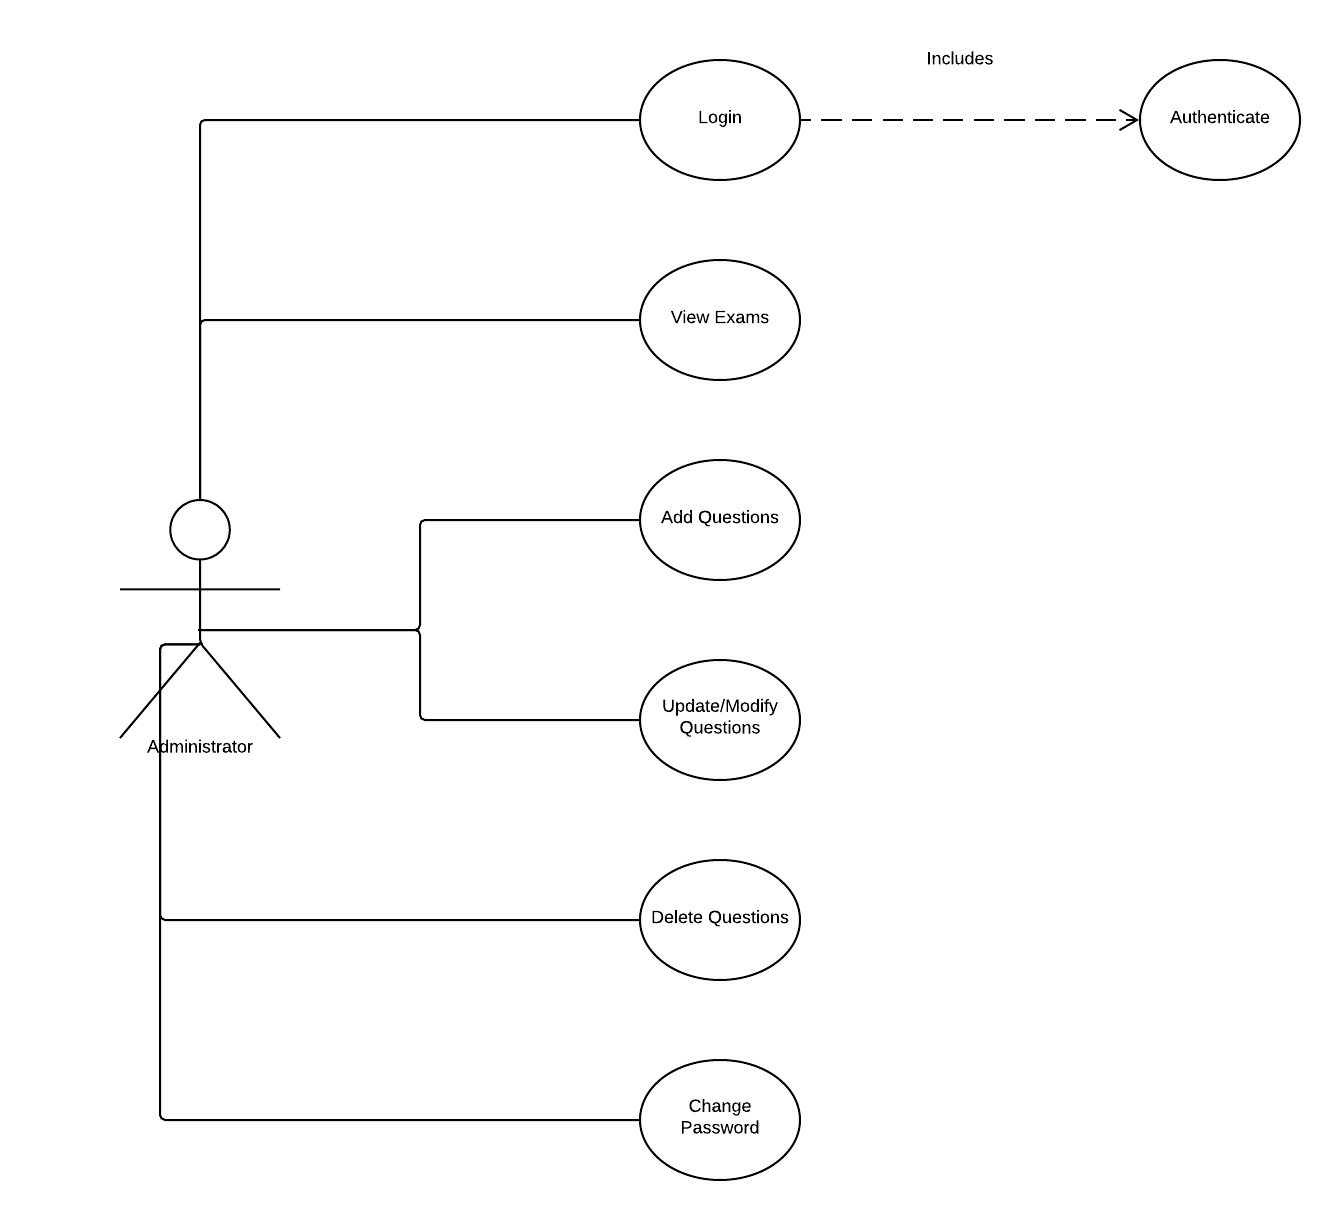 Includes
Login
Authenticate
View Exams
Add Questions
Update/Modify
Questions
Administrator
Delete Questions
Change
Password